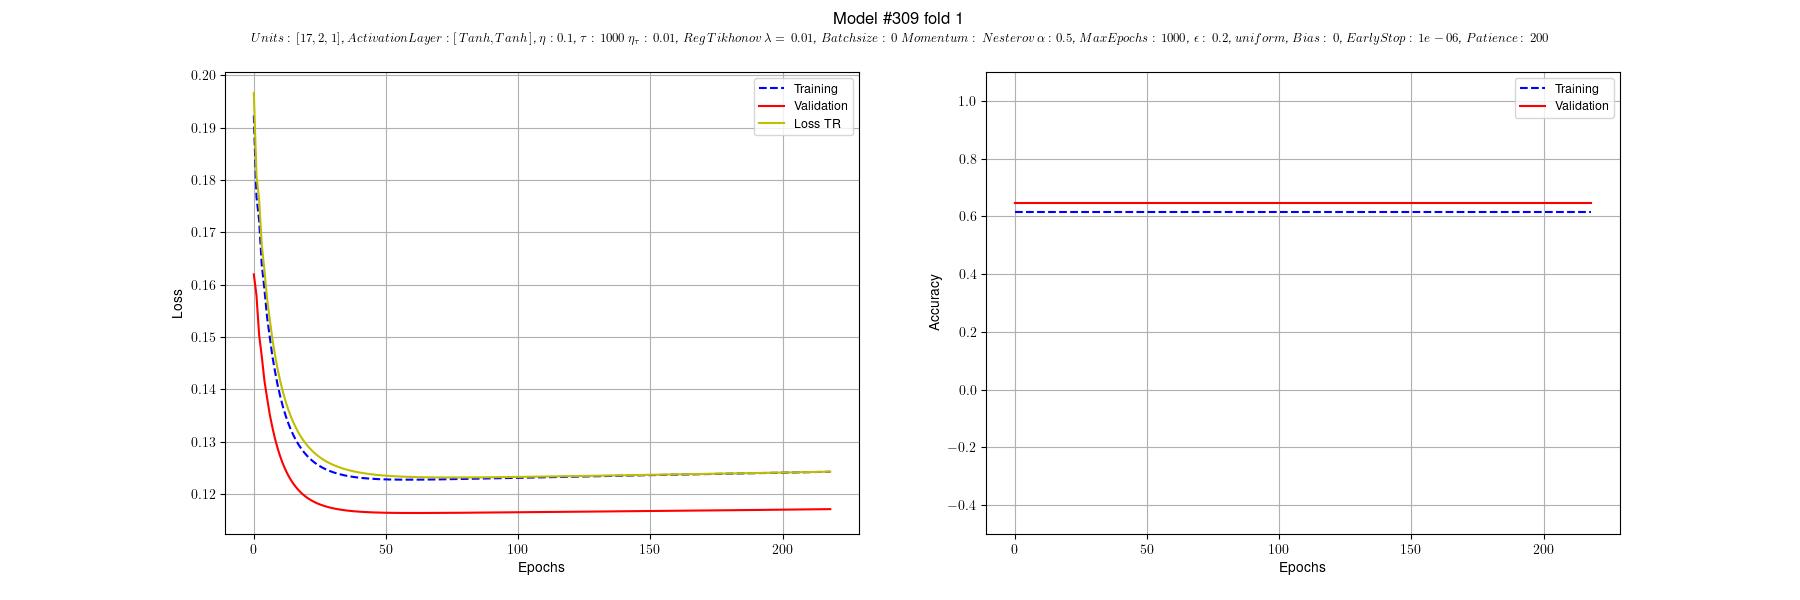 Model #309 fold 1
Units : [17, 2, 1], ActivationLayer : [Tanh, Tanh], η : 0.1, τ : 1000 ητ : 0.01, RegTikhonov λ = 0.01, Batchsize : 0 Momentum : Nesterov α : 0.5, MaxEpochs : 1000, ϵ : 0.2, uniform, Bias : 0, EarlyStop : 1e − 06, Patience : 200
0.20
0.19
0.18
0.17
0.16
0.15
0.14
0.13
0.12
Loss
Training
Validation
Loss TR
0 50 100 150 200
Epochs
1.0
0.8
0.6
0.4
0.2
0.0
−0.2
−0.4
Accuracy
Training
Validation
0 50 100 150 200
Epochs